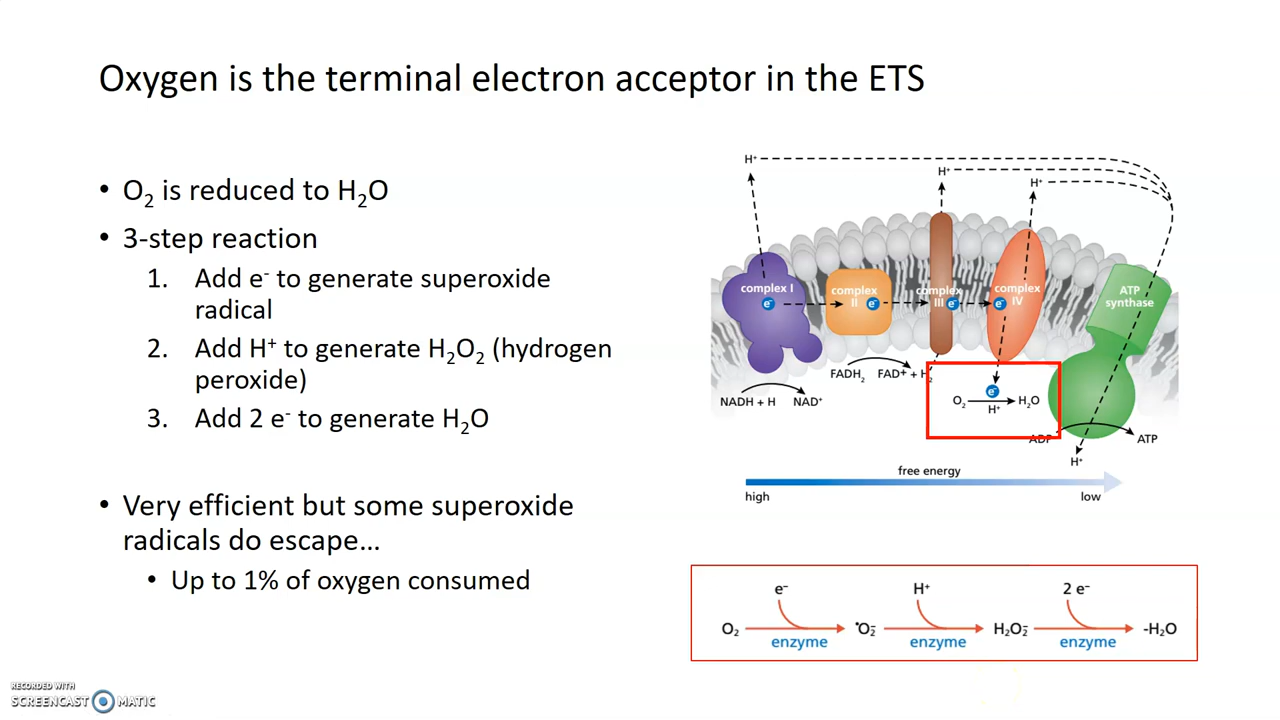 Oxygen is the terminal electron acceptor in the ETS
• O₂ is reduced to H₂O
• 3-step reaction
1. Add e⁻ to generate superoxide
radical
2. Add H⁺ to generate H₂O₂ (hydrogen
peroxide)
3. Add 2 e⁻ to generate H₂O
• Very efficient but some superoxide
radicals do escape...
• Up to 1% of oxygen consumed
H⁺
H⁺
H⁺
complex I
e⁻
complex
II e⁻
complex
III e⁻
complex
IV
e⁻
ATP
synthase
FADH₂ FAD⁺ + H₂
NADH + H NAD⁺
e⁻
O₂ H₂O
H⁺
ADP ATP
H⁺
free energy
high low
e⁻ H⁺ 2 e⁻
O₂ •O₂⁻ H₂O₂⁻ -H₂O
enzyme enzyme enzyme
RECORDED WITH
SCREENCAST MATIC